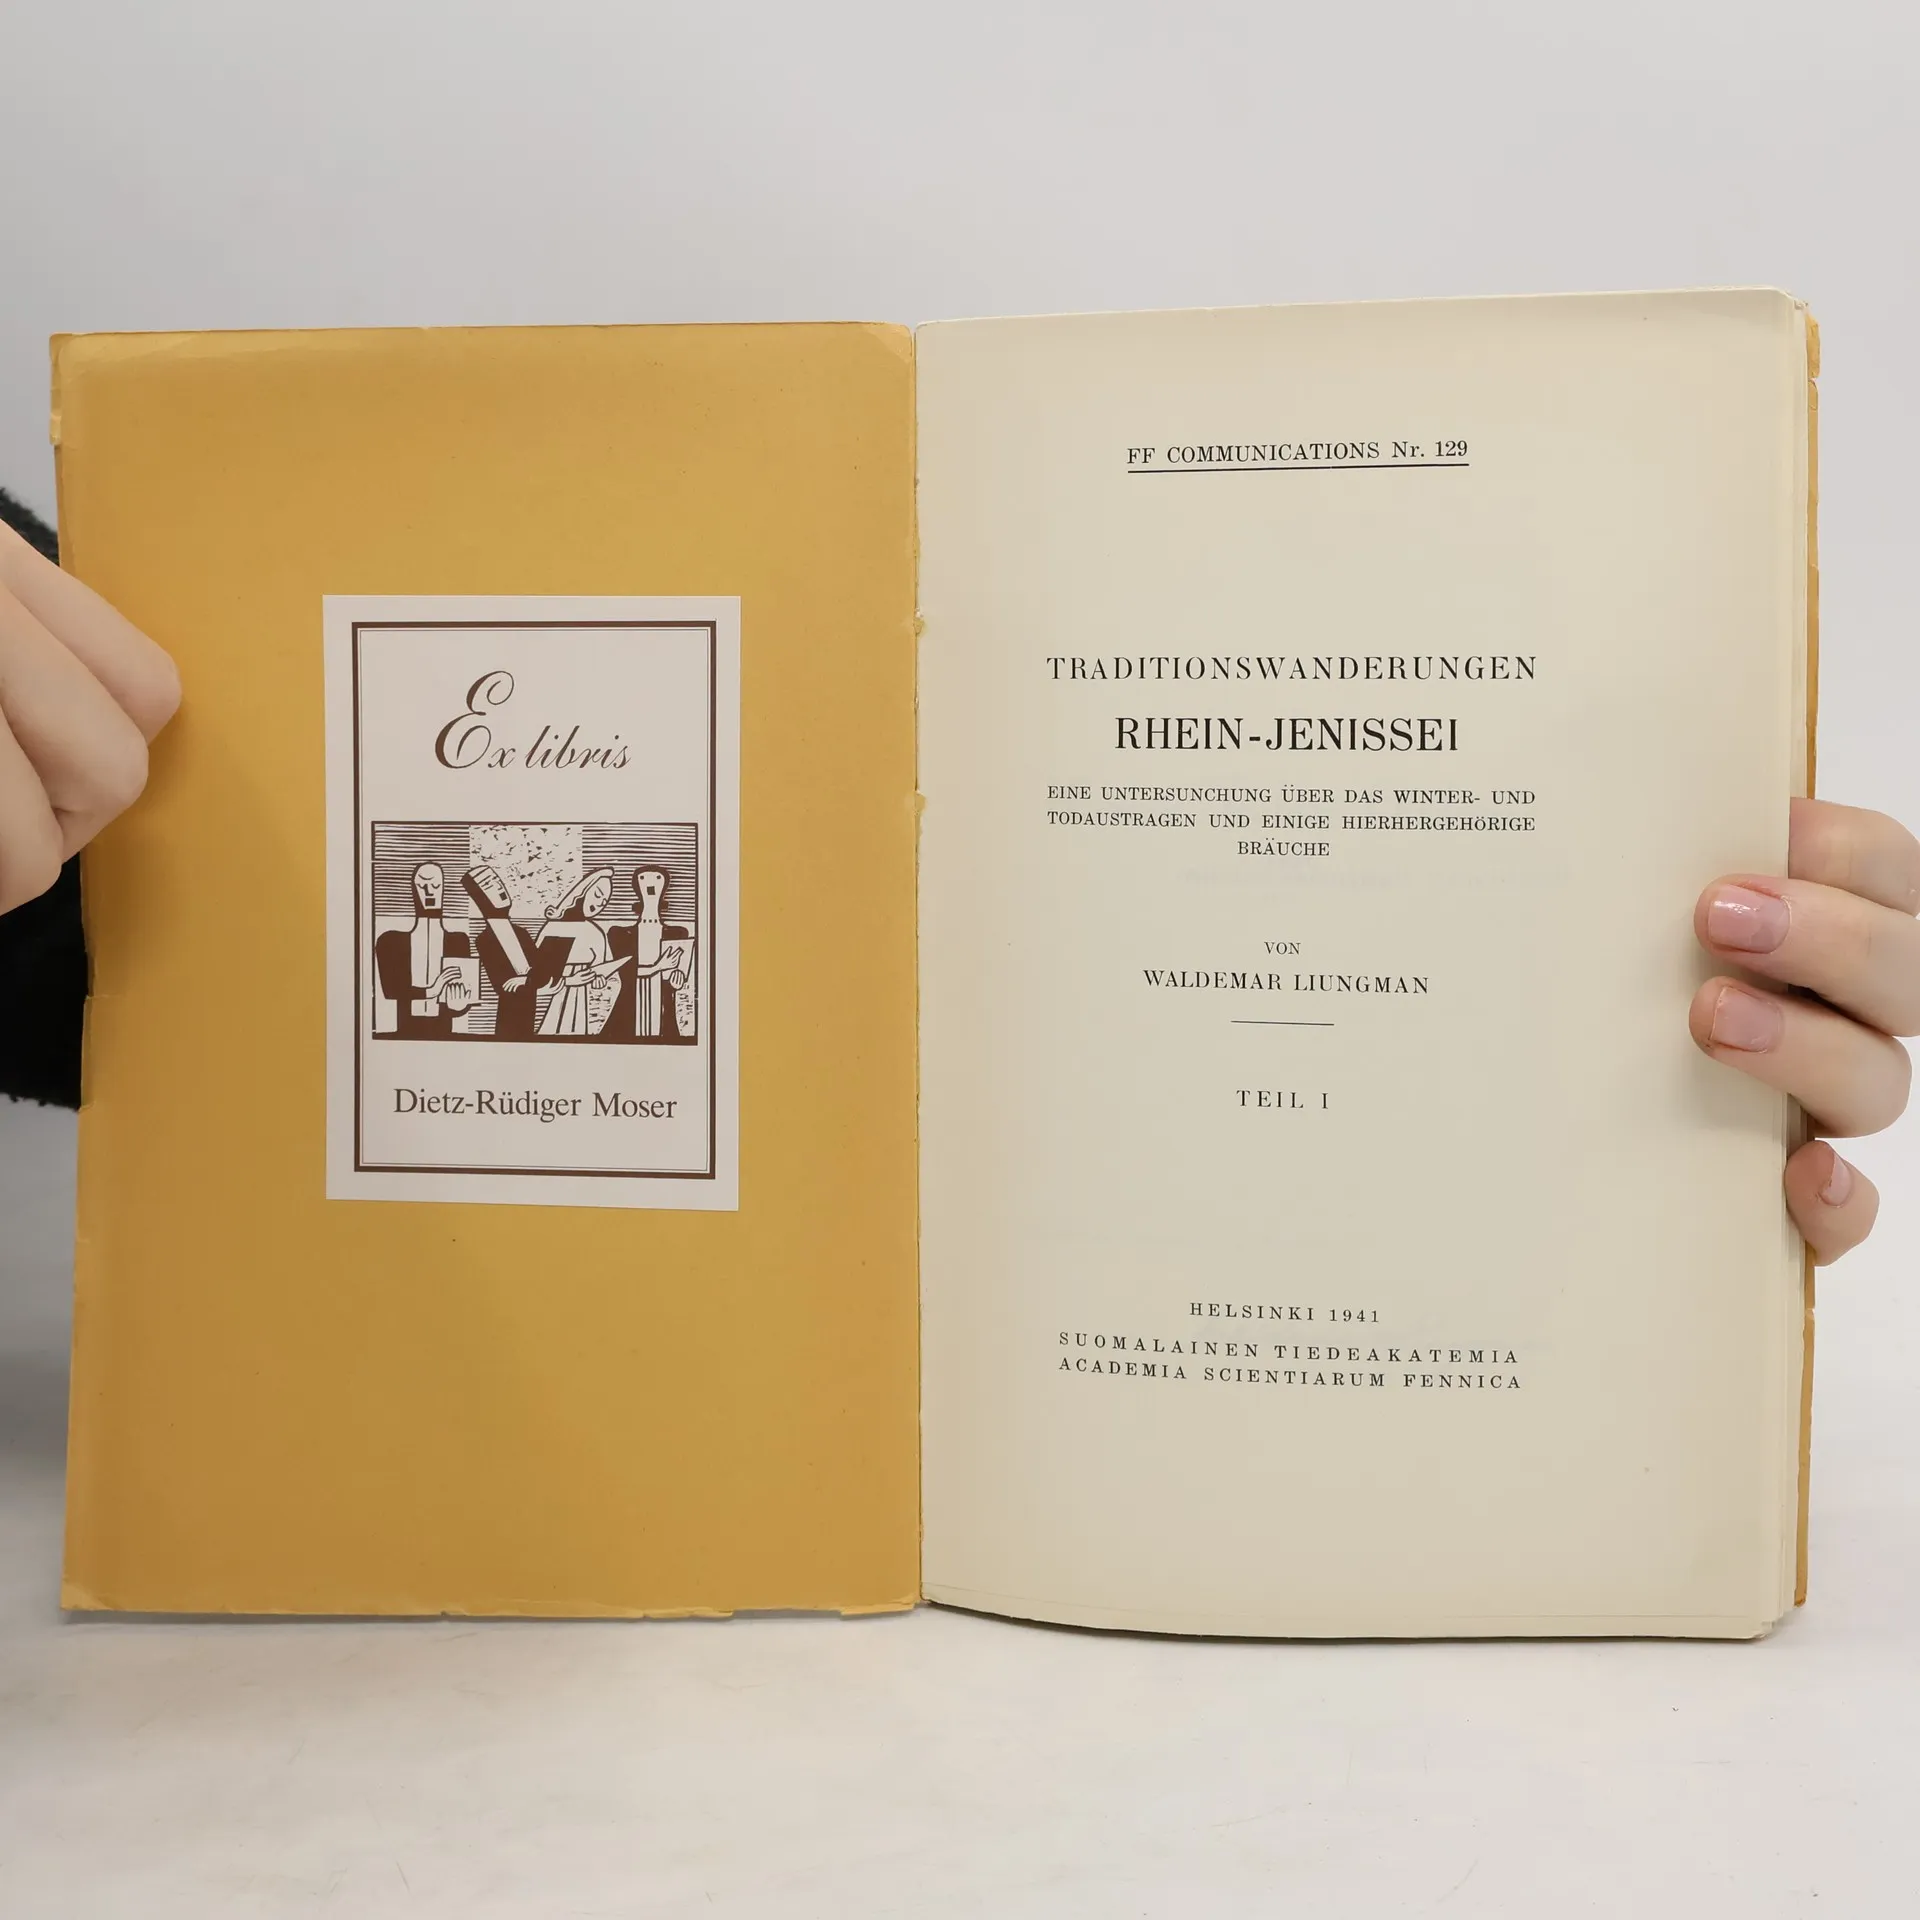 Ex libris
Dietz-Rüdiger Moser
FF COMMUNICATIONS Nr. 129
TRADITIONSWANDERUNGEN
RHEIN-JENISSEI
EINE UNTERSUNCHUNG ÜBER DAS WINTER- UND
TODAUSTRAGEN UND EINIGE HIERHERGEHÖRIGE
BRÄUCHE
VON
WALDEMAR LIUNGMAN
TEIL I
HELSINKI 1941
SUOMALAINEN TIEDEAKATEMIA
ACADEMIA SCIENTIARUM FENNICA